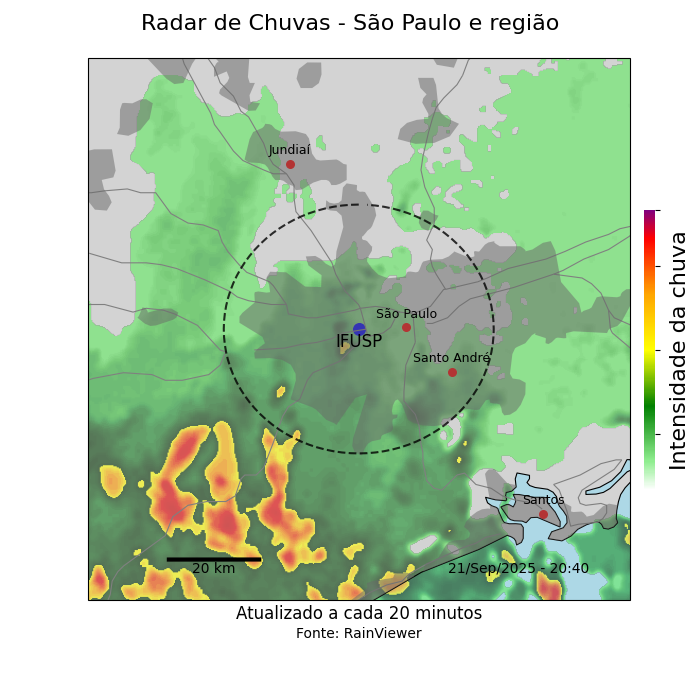 Radar de Chuvas - São Paulo e região
Jundiaí
São Paulo
IFUSP
Santo André
Santos
20 km
21/Sep/2025 - 20:40
Intensidade da chuva
Atualizado a cada 20 minutos
Fonte: RainViewer